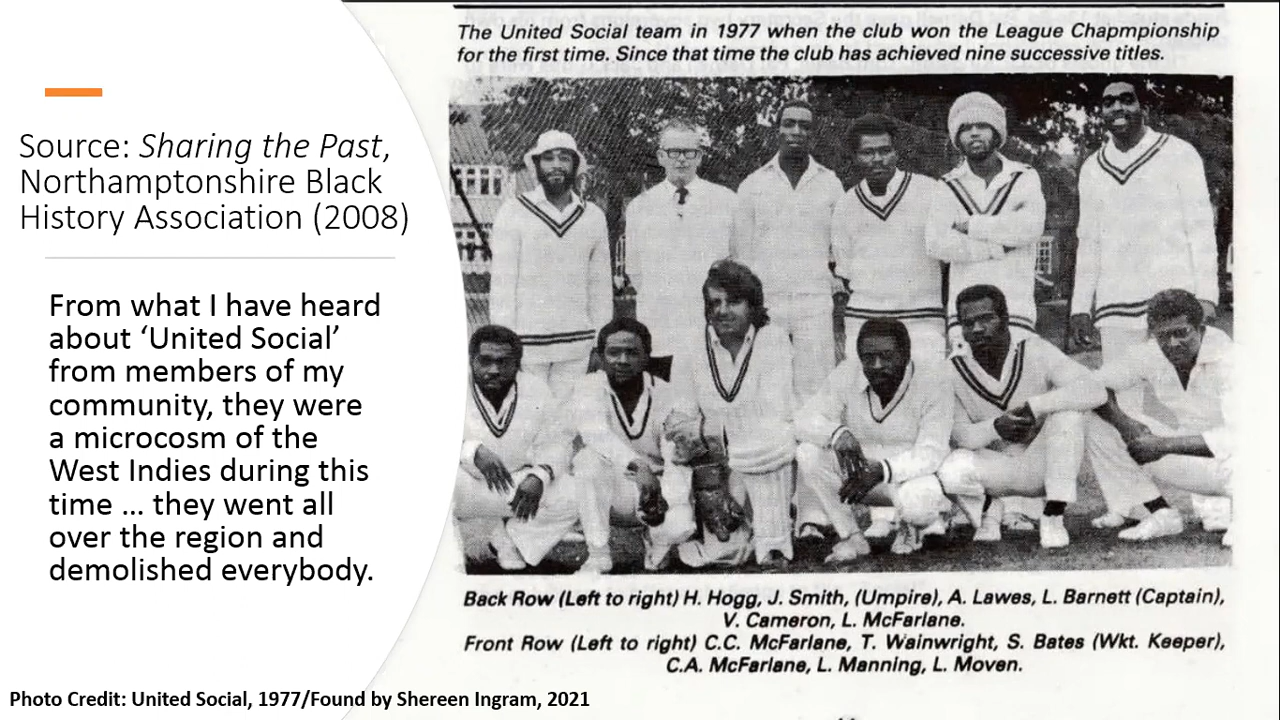 Source: Sharing the Past,
Northamptonshire Black
History Association (2008)
From what I have heard
about ‘United Social’
from members of my
community, they were
a microcosm of the
West Indies during this
time … they went all
over the region and
demolished everybody.
The United Social team in 1977 when the club won the League Chapmpionship
for the first time. Since that time the club has achieved nine successive titles.
Back Row (Left to right) H. Hogg, J. Smith, (Umpire), A. Lawes, L. Barnett (Captain),
V. Cameron, L. McFarlane.
Front Row (Left to right) C.C. McFarlane, T. Wainwright, S. Bates (Wkt. Keeper),
C.A. McFarlane, L. Manning, L. Moven.
Photo Credit: United Social, 1977/Found by Shereen Ingram, 2021